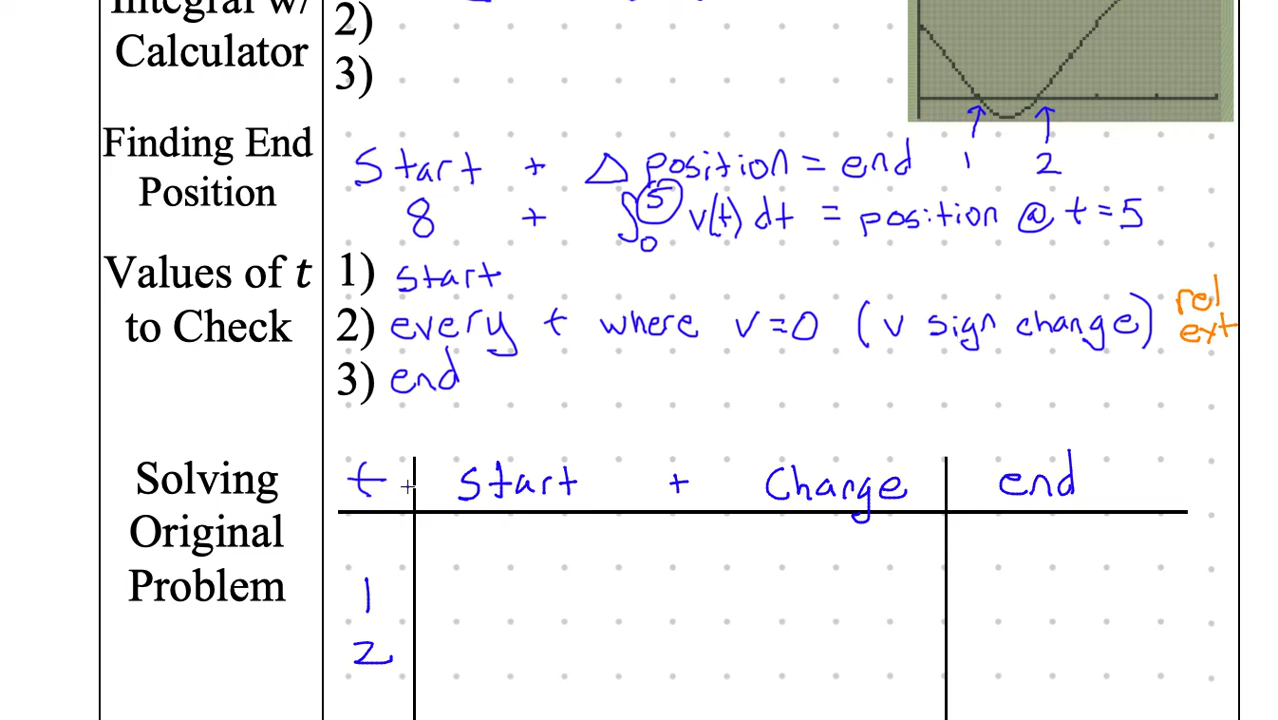 Integral w/
Calculator
2)
3)
1 2
Finding End
Position
Start + Δ position = end
8 + ∫₀⁵ v(t) dt = position @ t = 5
Values of t
to Check
1) start
2) every t where v = 0 (v sign change) rel ext
3) end
Solving
Original
Problem
t Start + Change end
1
2